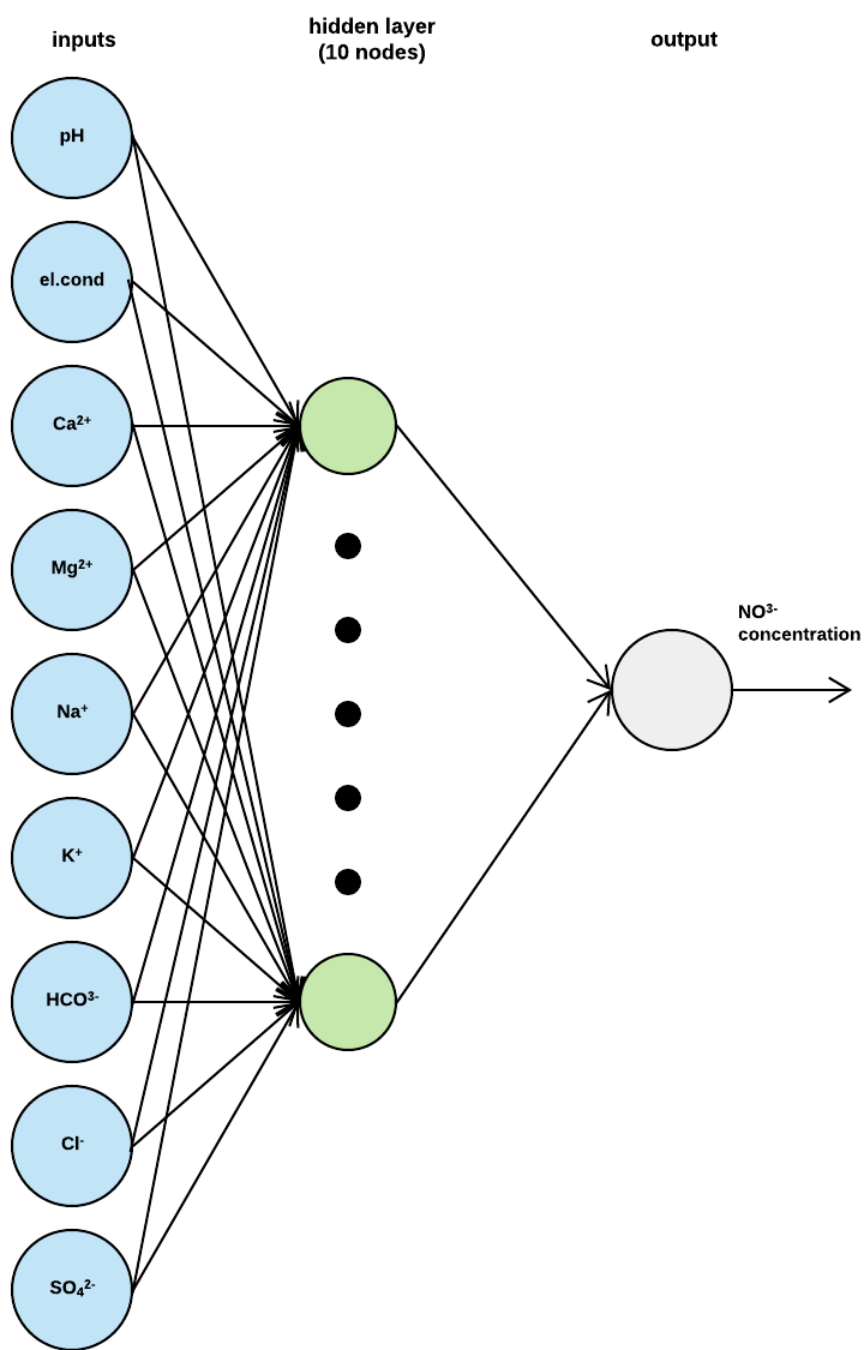 inputs
hidden layer
(10 nodes)
output
pH
el.cond
Ca²⁺
Mg²⁺
Na⁺
K⁺
HCO³⁻
Cl⁻
SO₄²⁻
NO³⁻
concentration